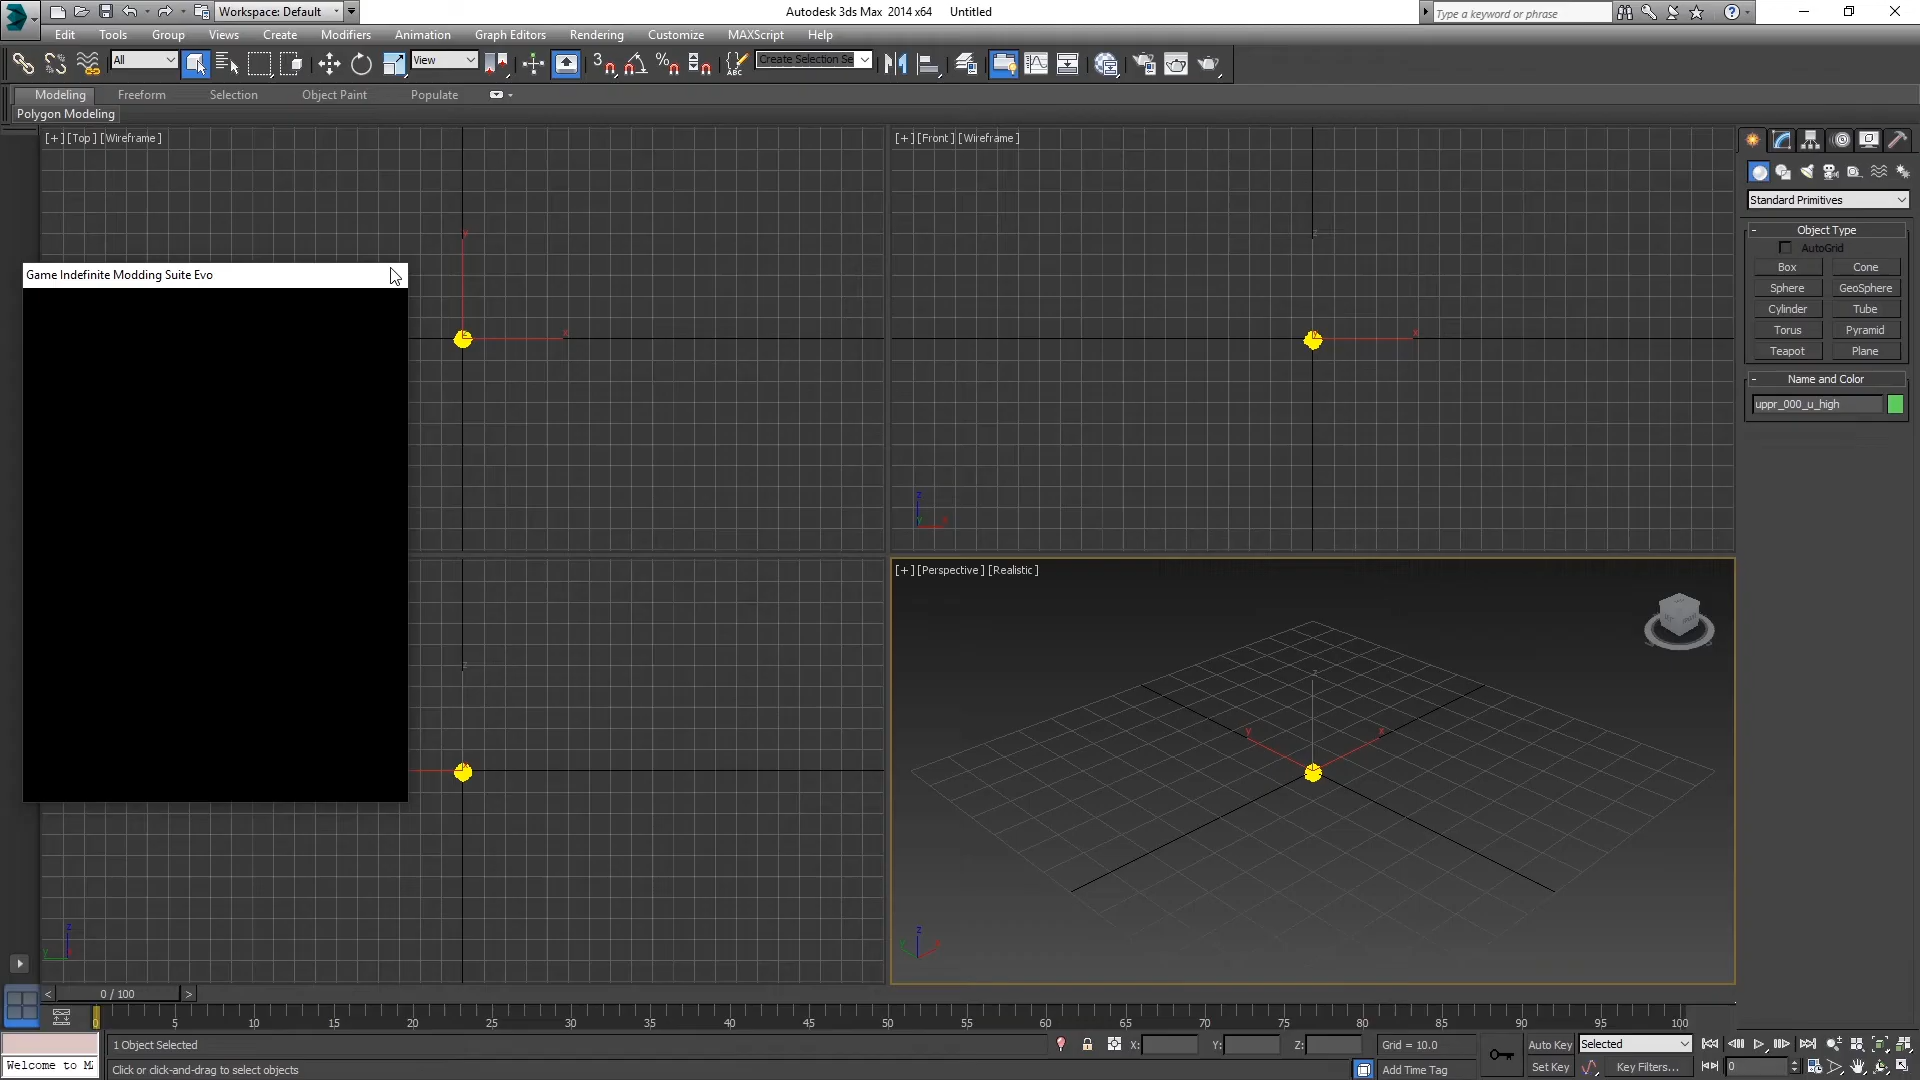 Workspace: Default
Autodesk 3ds Max 2014 x64 Untitled
Type a keyword or phrase
Edit Tools Group Views Create Modifiers Animation Graph Editors Rendering Customize MAXScript Help
All
View
Create Selection Se
Modeling Freeform Selection Object Paint Populate
Polygon Modeling
[+] [Top] [Wireframe]
[+] [Front] [Wireframe]
Standard Primitives
Object Type
AutoGrid
Box Cone
Sphere GeoSphere
Cylinder Tube
Torus Pyramid
Teapot Plane
Name and Color
uppr_000_u_high
Game Indefinite Modding Suite Evo
[+] [Perspective] [Realistic]
0 / 100
0 5 10 15 20 25 30 35 40 45 50 55 60 65 70 75 80 85 90 95 100
Welcome to M
1 Object Selected
X: Y: Z: Grid = 10.0
Auto Key Selected
Click or click-and-drag to select objects
Add Time Tag
Set Key Key Filters... 0